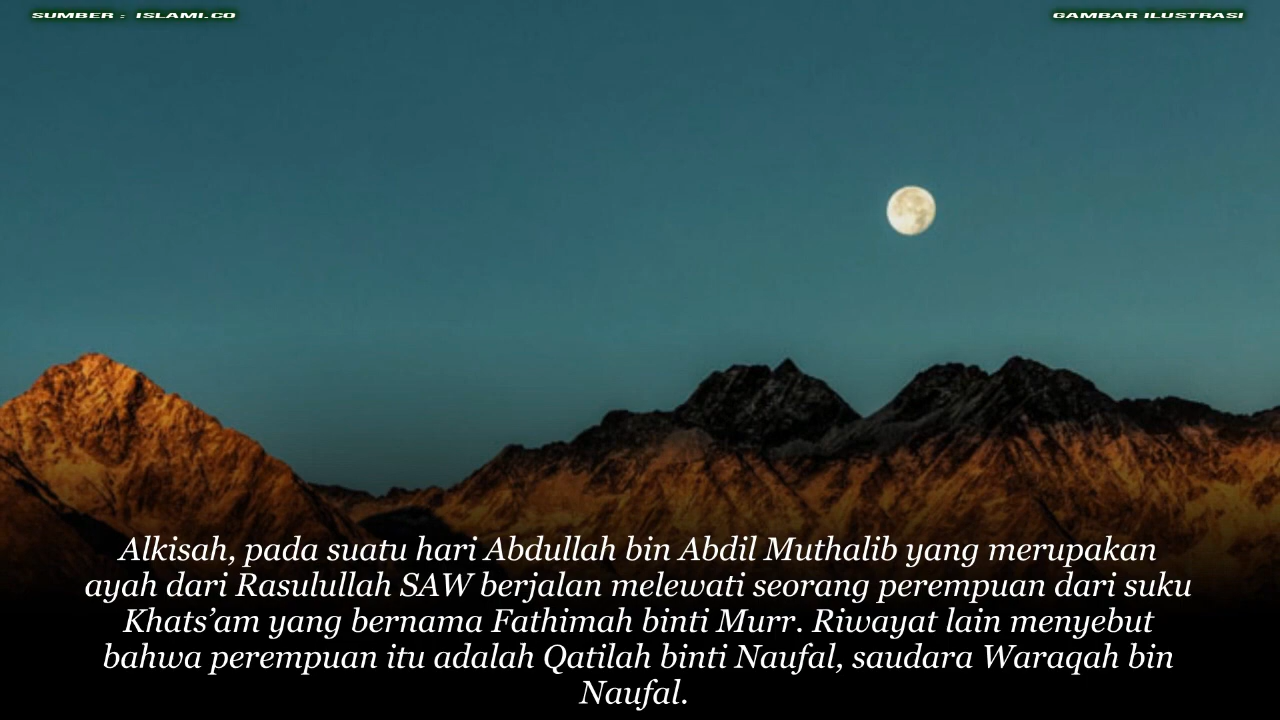 SUMBER : ISLAMI.CO
GAMBAR ILUSTRASI
Alkisah, pada suatu hari Abdullah bin Abdil Muthalib yang merupakan
ayah dari Rasulullah SAW berjalan melewati seorang perempuan dari suku
Khats’am yang bernama Fathimah binti Murr. Riwayat lain menyebut
bahwa perempuan itu adalah Qatilah binti Naufal, saudara Waraqah bin
Naufal.